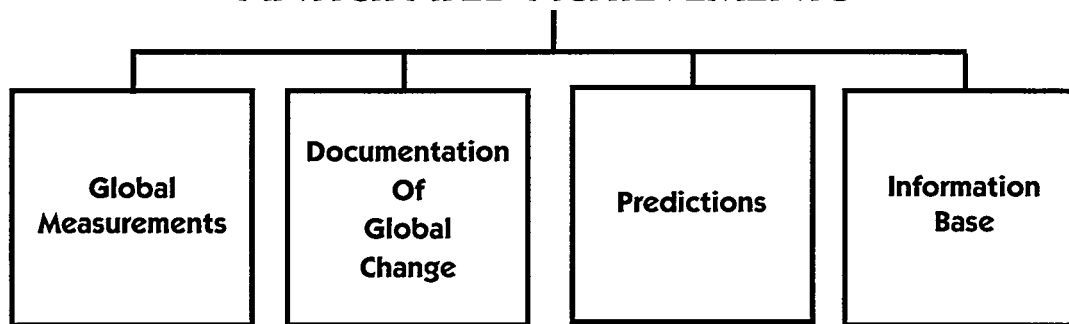 Global
Measurements
Documentation
Of
Global
Change
Predictions
Information
Base